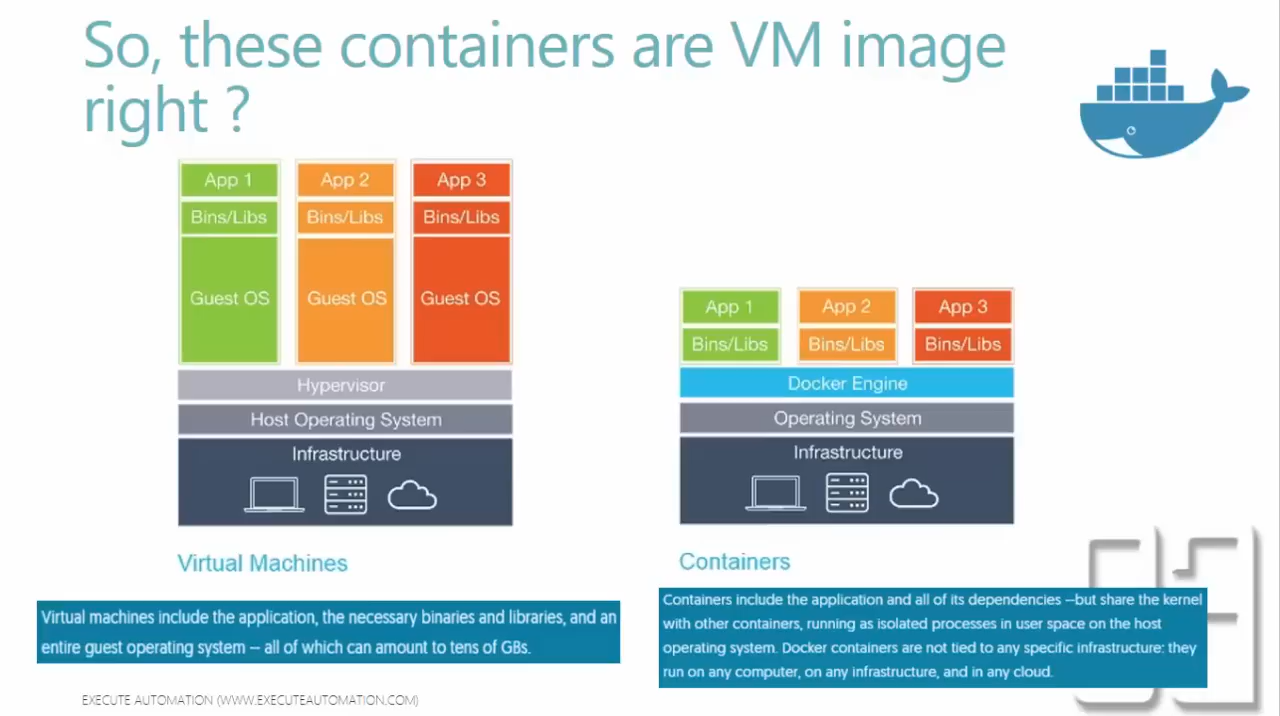 So, these containers are VM image
right ?
App 1
App 2
App 3
Bins/Libs
Bins/Libs
Bins/Libs
Guest OS
Guest OS
Guest OS
Hypervisor
Host Operating System
Infrastructure
Virtual Machines
Virtual machines include the application, the necessary binaries and libraries, and an
entire guest operating system – all of which can amount to tens of GBs.
App 1
App 2
App 3
Bins/Libs
Bins/Libs
Bins/Libs
Docker Engine
Operating System
Infrastructure
Containers
Containers include the application and all of its dependencies –but share the kernel
with other containers, running as isolated processes in user space on the host
operating system. Docker containers are not tied to any specific infrastructure: they
run on any computer, on any infrastructure, and in any cloud.
EXECUTE AUTOMATION (WWW.EXECUTEAUTOMATION.COM)